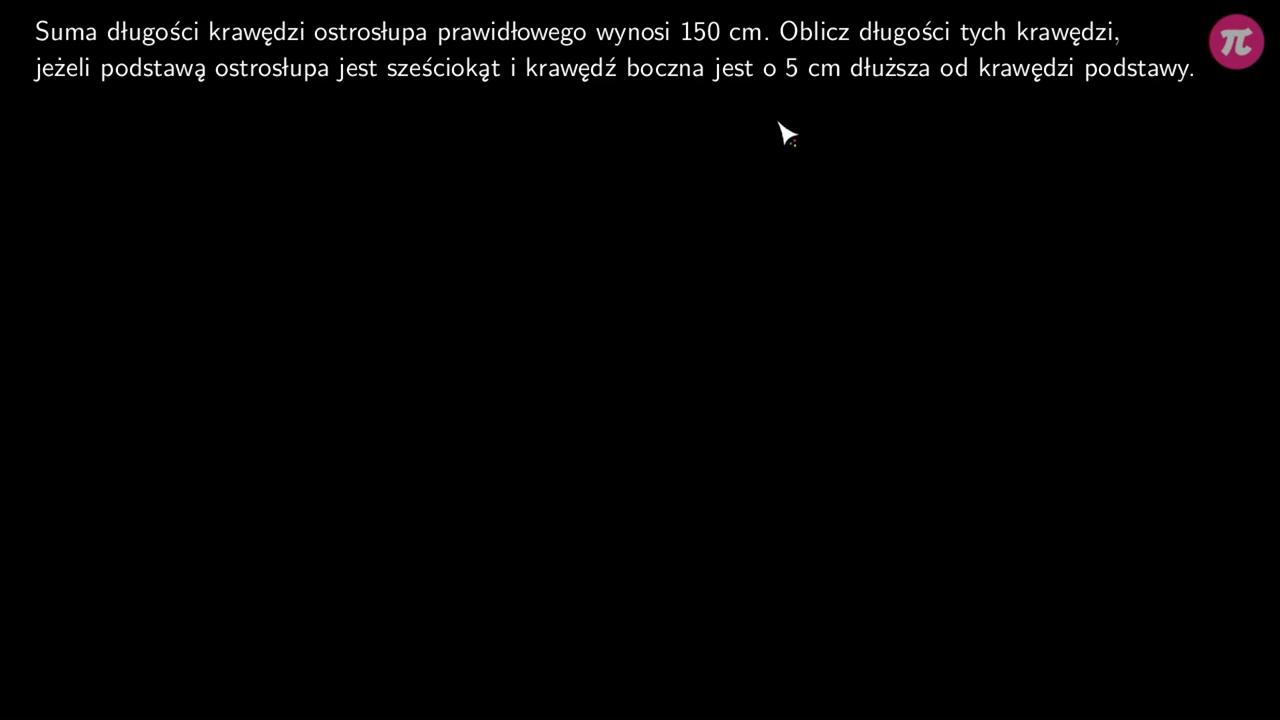 Suma długości krawędzi ostrosłupa prawidłowego wynosi 150 cm. Oblicz długości tych krawędzi,
jeżeli podstawą ostrosłupa jest sześciokąt i krawędź boczna jest o 5 cm dłuższa od krawędzi podstawy.
π